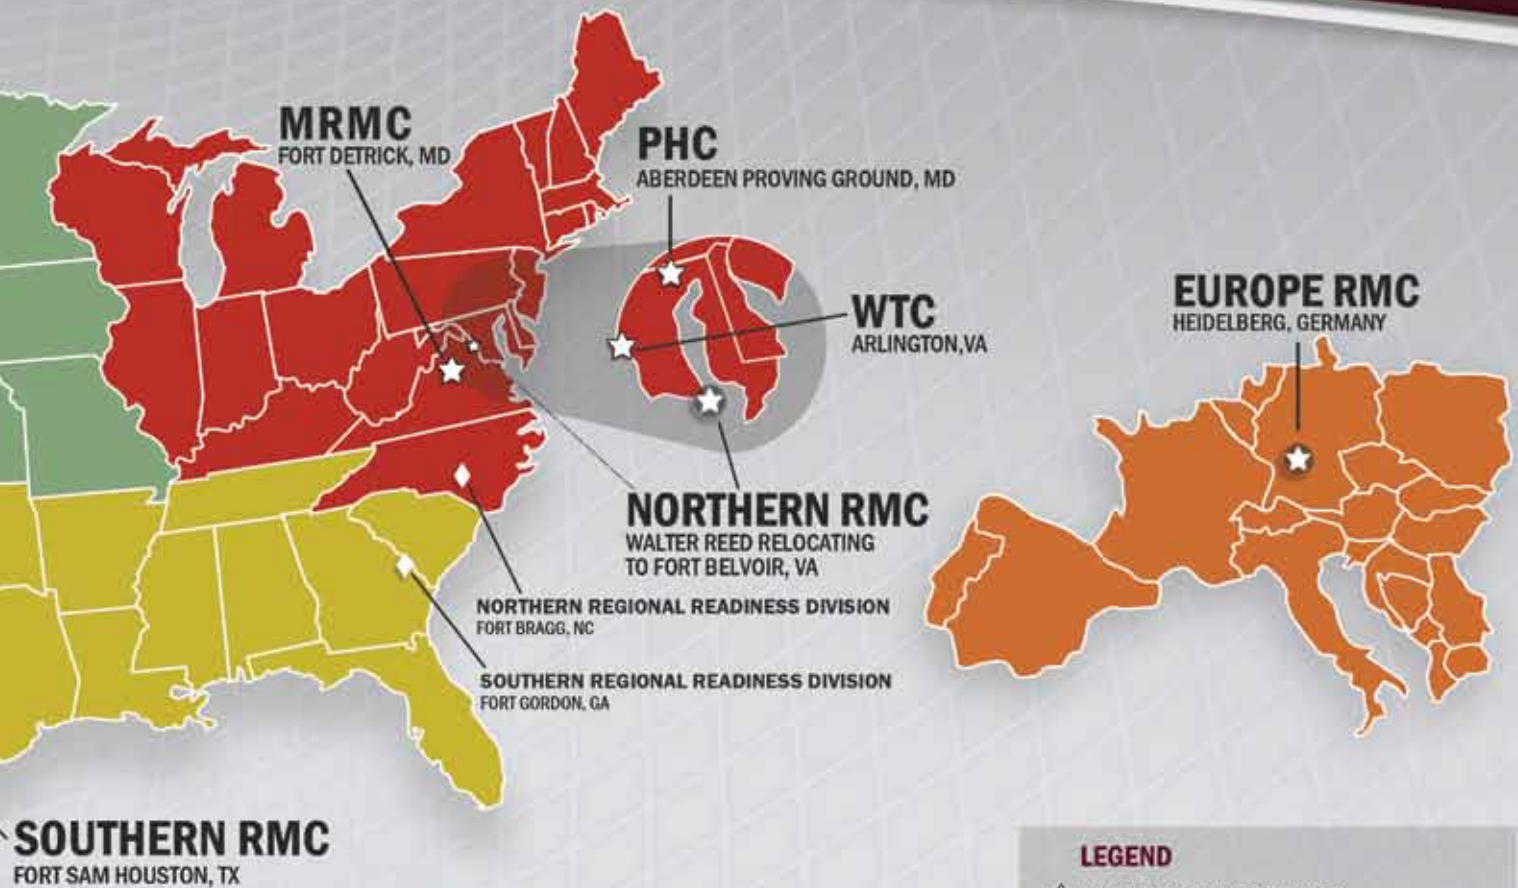 MRMC
FORT DETRICK, MD
PHC
ABERDEEN PROVING GROUND, MD
WTC
ARLINGTON,VA
EUROPE RMC
HEIDELBERG, GERMANY
NORTHERN RMC
WALTER REED RELOCATING
TO FORT BELVOIR, VA
NORTHERN REGIONAL READINESS DIVISION
FORT BRAGG, NC
SOUTHERN REGIONAL READINESS DIVISION
FORT GORDON, GA
SOUTHERN RMC
FORT SAM HOUSTON, TX
LEGEND